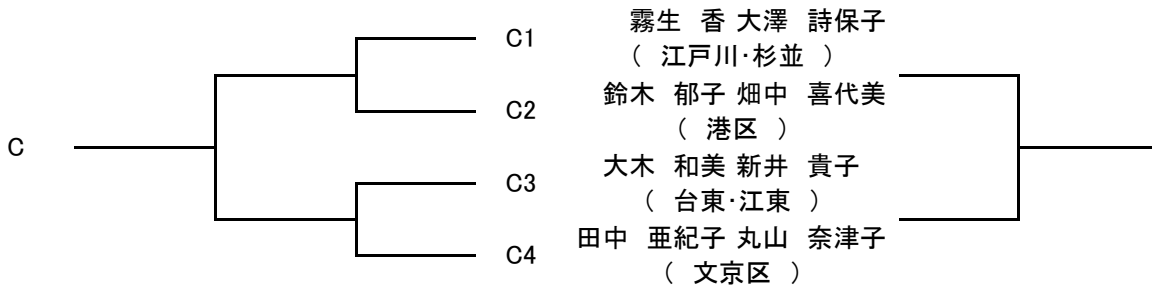 C1 霧生 香 大澤 詩保子
( 江戸川・杉並 )
C2 鈴木 郁子 畑中 喜代美
( 港区 )
C
C3 大木 和美 新井 貴子
( 台東・江東 )
C4 田中 亜紀子 丸山 奈津子
( 文京区 )